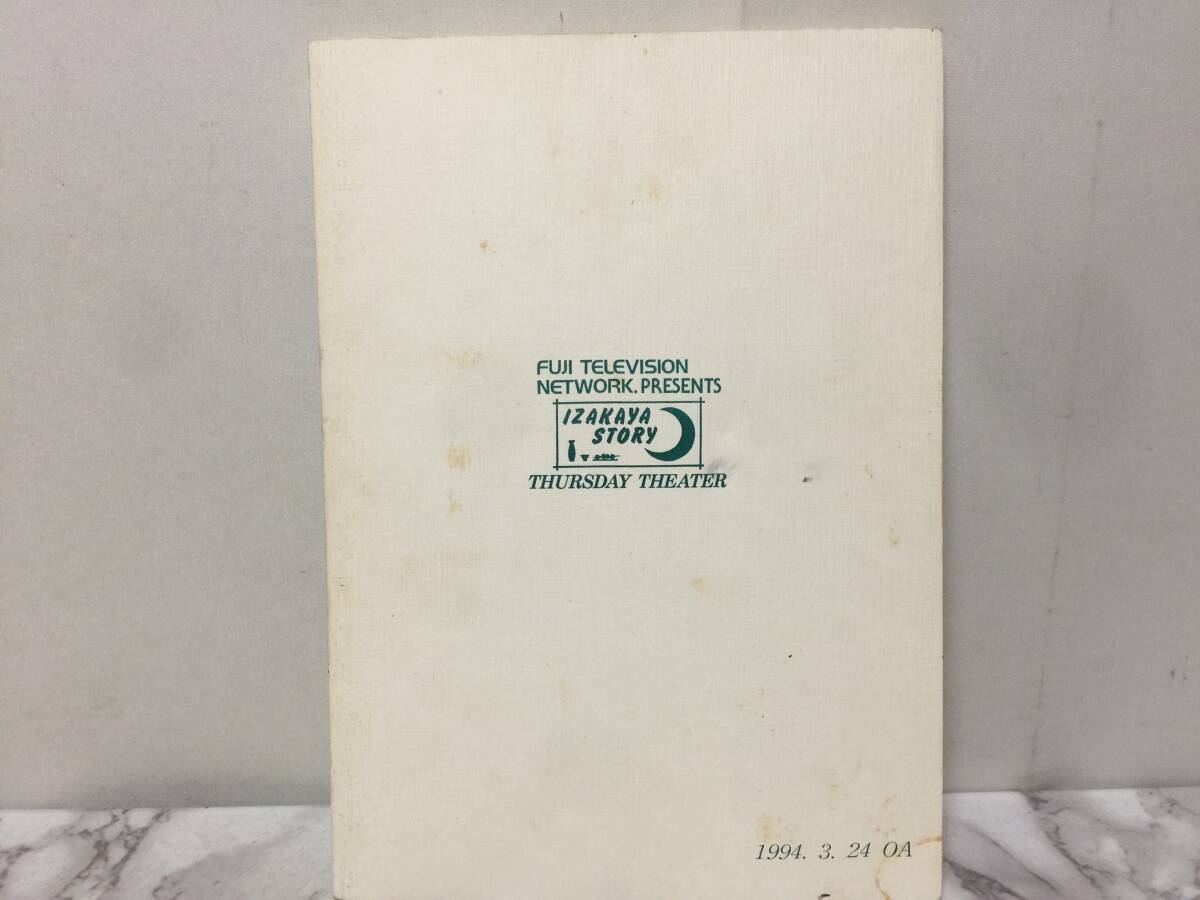 FUJI TELEVISION
NETWORK.PRESENTS
IZAKAYA
STORY
THURSDAY THEATER
1994. 3. 24 OA